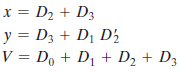 x = D₂ + D₃
y = D₃ + D₁ D₂′
V = D₀ + D₁ + D₂ + D₃